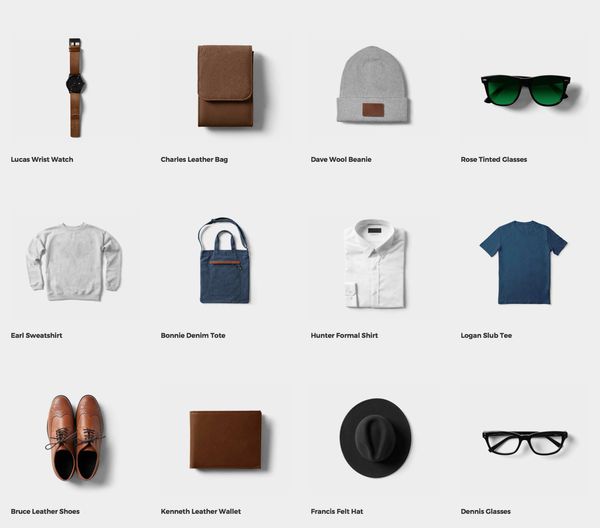 Lucas Wrist Watch
Charles Leather Bag
Dave Wool Beanie
Rose Tinted Glasses
Earl Sweatshirt
Bonnie Denim Tote
Hunter Formal Shirt
Logan Slub Tee
Bruce Leather Shoes
Kenneth Leather Wallet
Francis Felt Hat
Dennis Glasses